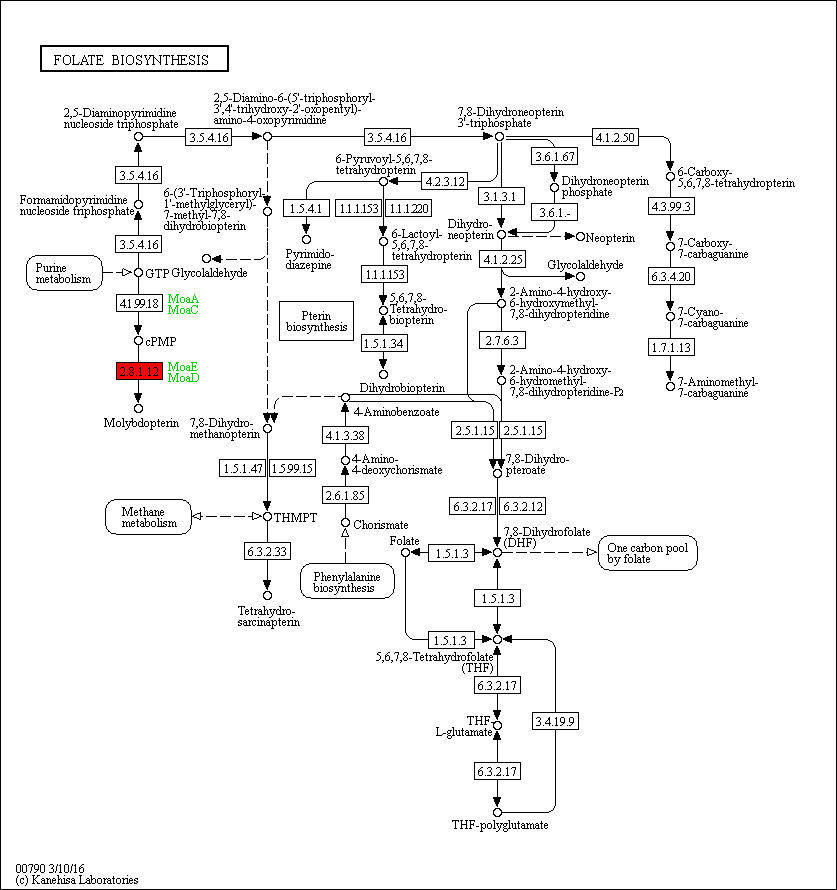 FOLATE BIOSYNTHESIS
2,5-Diaminopyrimidine
nucleoside triphosphate
2,5-Diamino-6-(5'-triphosphoryl-
3',4'-trihydroxy-2'-oxopentyl)-
amino-4-oxopyrimidine
7,8-Dihydroneopterin
3'-triphosphate
3.5.4.16
3.5.4.16
4.1.2.50
3.6.1.67
6-Pyruvoyl-5,6,7,8-
tetrahydropterin
3.5.4.16
4.2.3.12
6-Carboxy-
5,6,7,8-tetrahydropterin
Dihydroneopterin
phosphate
3.1.3.1
Formamidopyrimidine
nucleoside triphosphate
6-(3'-Triphosphoryl-
1'-methylglyceryl)-
7-methyl-7,8-
dihydrobiopterin
1.5.4.1
1.1.1.153
1.1.1.220
3.6.1.-
4.3.99.3
Dihydro-
neopterin
Neopterin
3.5.4.16
Pyrimido-
diazepine
6-Lactoyl-
5,6,7,8-
tetrahydropterin
7-Carboxy-
7-carbaguanine
4.1.2.25
Purine
metabolism
GTP
Glycolaldehyde
Glycolaldehyde
1.1.1.153
6.3.4.20
4.1.99.18
MoaA
MoaC
5,6,7,8-
Tetrahydro-
biopterin
2-Amino-4-hydroxy-
6-hydroxymethyl-
7,8-dihydropteridine
Pterin
biosynthesis
7-Cyano-
7-carbaguanine
cPMP
1.5.1.34
2.7.6.3
1.7.1.13
2.8.1.12
MoaE
MoaD
2-Amino-4-hydroxy-
6-hydromethyl-
7,8-dihydropteridine-P2
Dihydrobiopterin
7-Aminomethyl-
7-carbaguanine
Molybdopterin
4-Aminobenzoate
7,8-Dihydro-
methanopterin
4.1.3.38
2.5.1.15
2.5.1.15
4-Amino-
4-deoxychorismate
7,8-Dihydro-
pteroate
1.5.1.47
1.5.99.15
2.6.1.85
6.3.2.17
6.3.2.12
Methane
metabolism
THMPT
Chorismate
7,8-Dihydrofolate
(DHF)
Folate
6.3.2.33
1.5.1.3
One carbon pool
by folate
Phenylalanine
biosynthesis
Tetrahydro-
sarcinapterin
1.5.1.3
1.5.1.3
5,6,7,8-Tetrahydrofolate
(THF)
6.3.2.17
THF-
L-glutamate
3.4.19.9
6.3.2.17
THF-polyglutamate
00790 3/10/16
(c) Kanehisa Laboratories